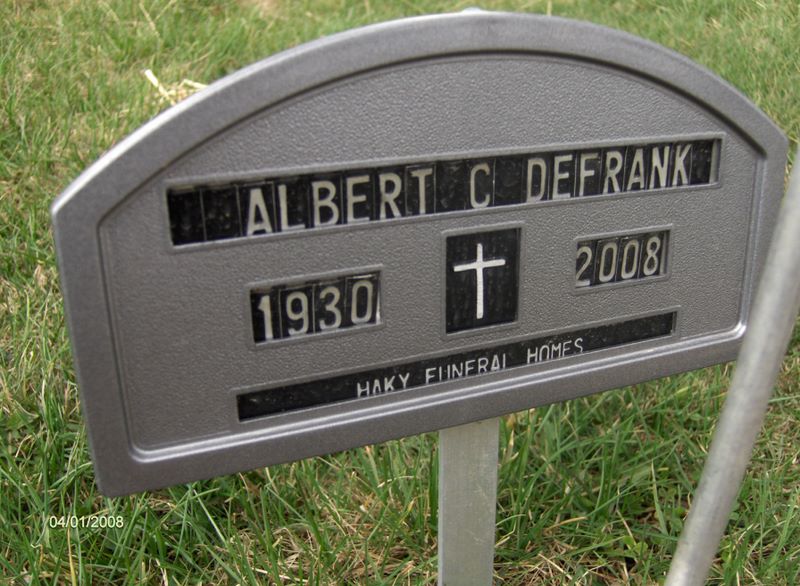 ALBERT C DEFRANK
1930 2008
HAKY FUNERAL HOMES
04/01/2008